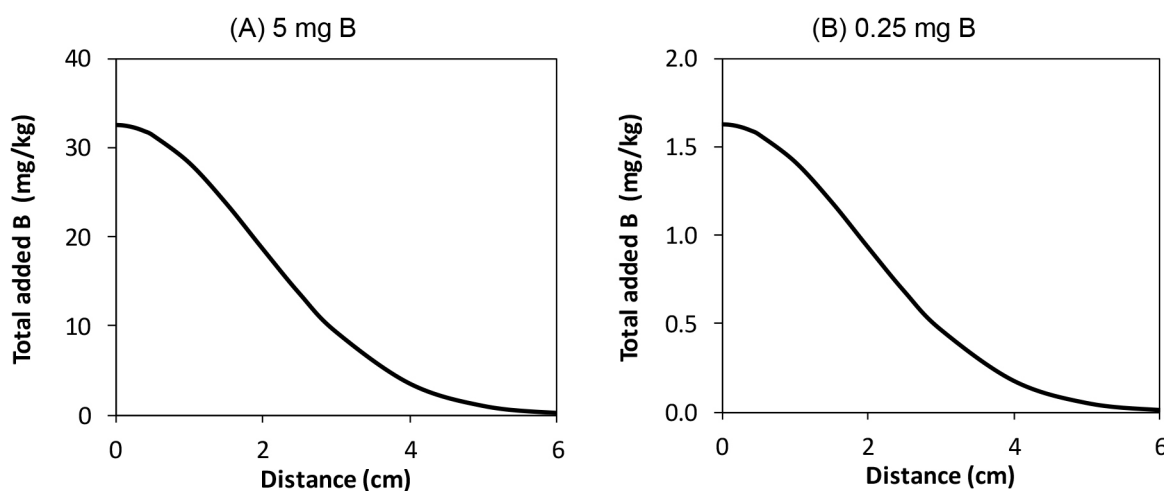 (A) 5 mg B
Total added B (mg/kg)
40
30
20
10
0
0 2 4 6
Distance (cm)
(B) 0.25 mg B
Total added B (mg/kg)
2.0
1.5
1.0
0.5
0.0
0 2 4 6
Distance (cm)